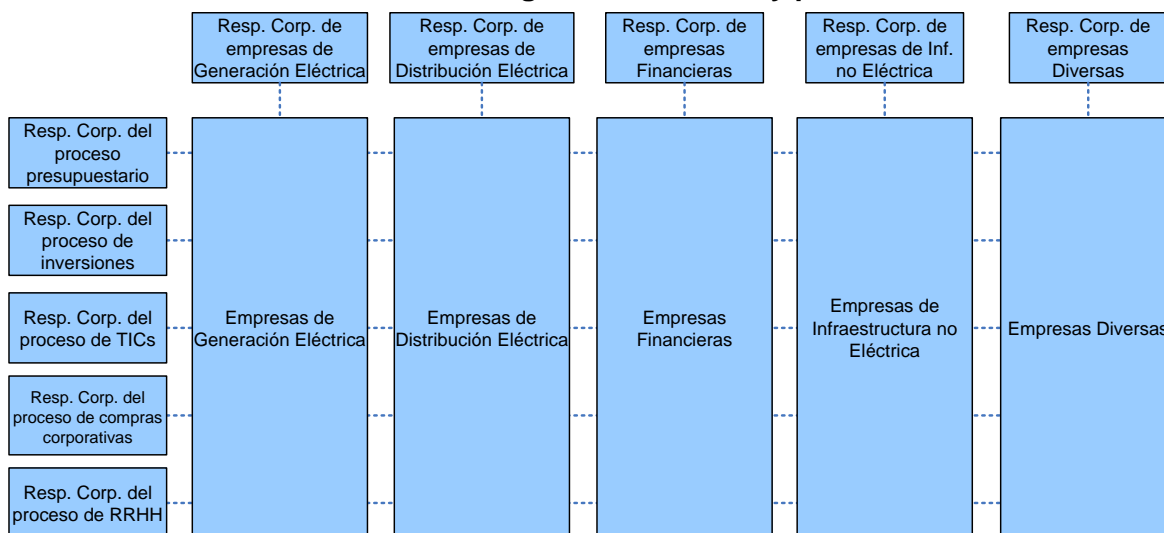 Resp. Corp. de
empresas de
Generación Eléctrica
Resp. Corp. de
empresas de
Distribución Eléctrica
Resp. Corp. de
empresas
Financieras
Resp. Corp. de
empresas de Inf.
no Eléctrica
Resp. Corp. de
empresas
Diversas
Resp. Corp. del
proceso
presupuestario
Resp. Corp. del
proceso de
inversiones
Resp. Corp. del
proceso de TICs
Resp. Corp. del
proceso de compras
corporativas
Resp. Corp. del
proceso de RRHH
Empresas de
Generación Eléctrica
Empresas de
Distribución Eléctrica
Empresas
Financieras
Empresas de
Infraestructura no
Eléctrica
Empresas Diversas